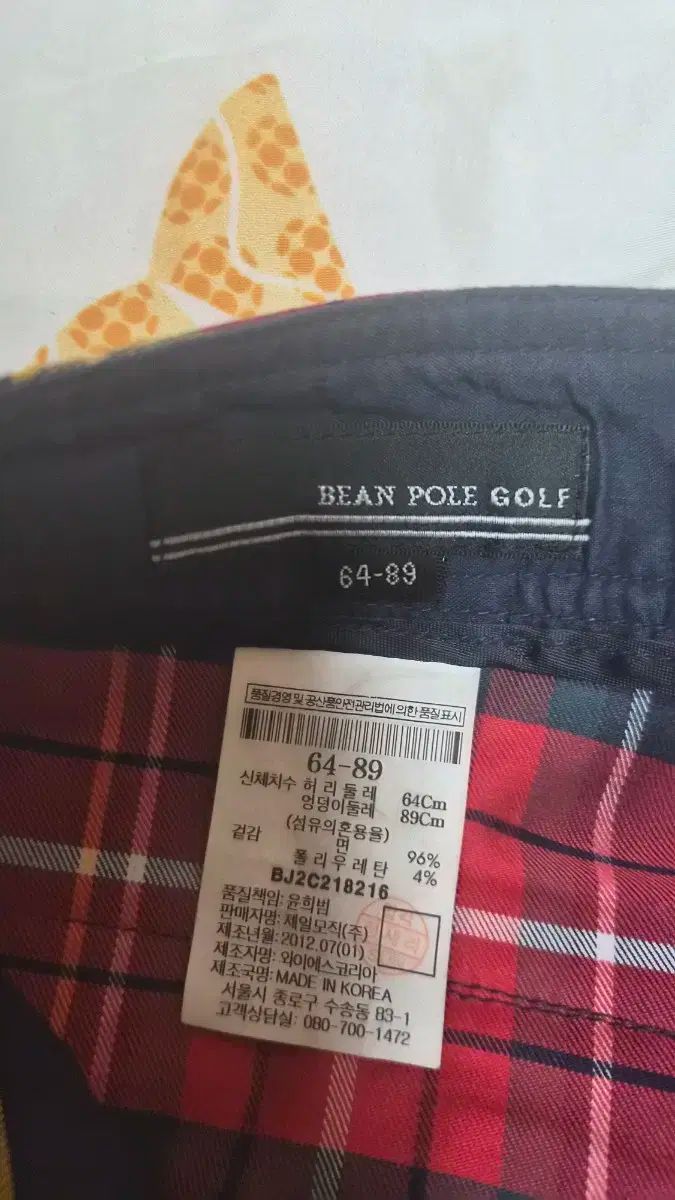 BEAN POLE GOLF
64-89
품질경영 및 공산품안전관리법에 의한 품질표시
64-89
신체치수 허 리 둘 레 64Cm
엉덩이둘레 89Cm
(섬유의혼용율)
겉감 면 96%
폴 리 우 레 탄 4%
BJ2C218216
품질책임: 윤희범
판매자명: 제일모직(주)
제조년월: 2012.07(01)
제조자명: 와이에스코리아
제조국명: MADE IN KOREA
서울시 종로구 수송동 83-1
고객상담실: 080-700-1472